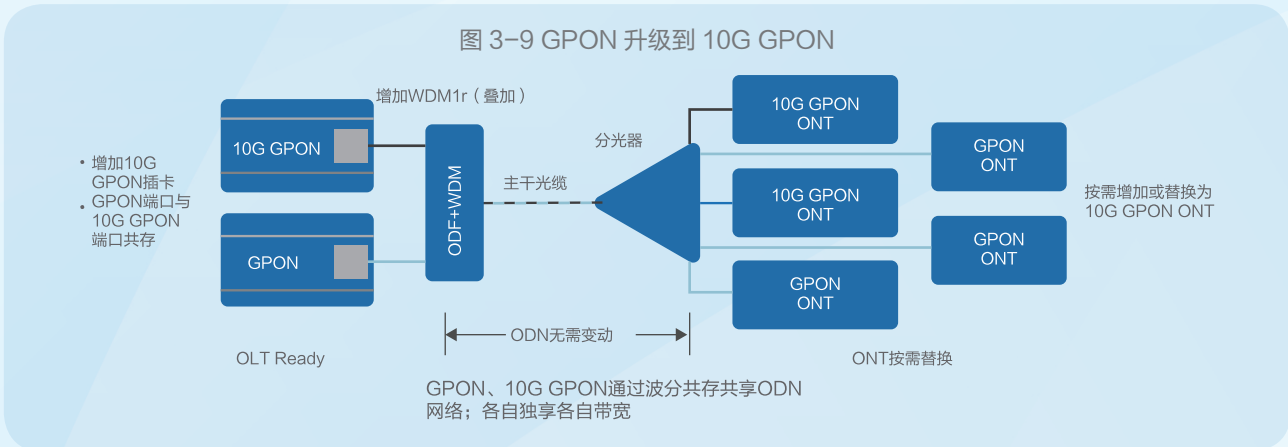 图 3-9 GPON 升级到 10G GPON
增加WDM1r（叠加）
• 增加10G
GPON插卡
• GPON端口与
10G GPON
端口共存
10G GPON
GPON
ODF+WDM
主干光缆
分光器
10G GPON
ONT
10G GPON
ONT
GPON
ONT
GPON
ONT
GPON
ONT
按需增加或替换为
10G GPON ONT
ODN无需变动
OLT Ready
ONT按需替换
GPON、10G GPON通过波分共存共享ODN
网络；各自独享各自带宽